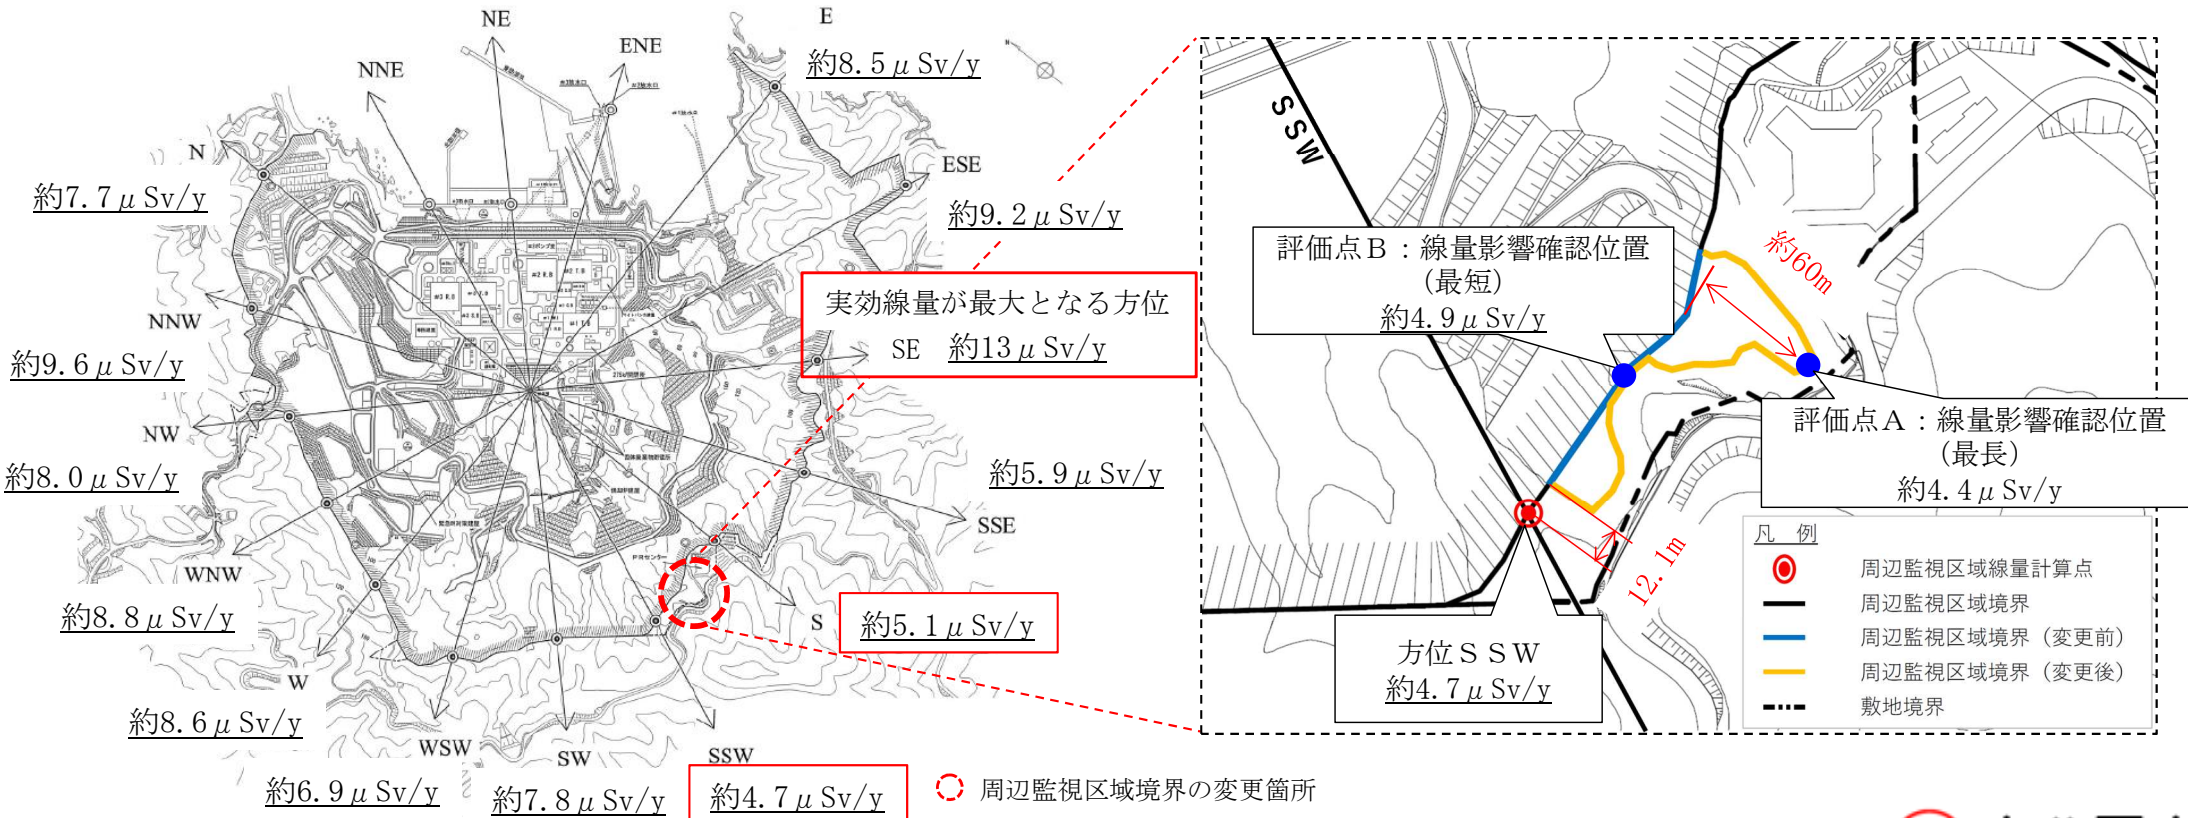 NE
E
ENE
約8.5μSv/y
NNE
N
ESE
約7.7μSv/y
約9.2μSv/y
実効線量が最大となる方位
SE 約13μSv/y
NNW
約9.6μSv/y
NW
約8.0μSv/y
約5.9μSv/y
SSE
WNW
約8.8μSv/y
PRセンター
S
約5.1μSv/y
W
約8.6μSv/y
WSW
SW
SSW
約6.9μSv/y
約7.8μSv/y
約4.7μSv/y
周辺監視区域境界の変更箇所
SSW
評価点B:線量影響確認位置
(最短)
約4.9μSv/y
約60m
評価点A:線量影響確認位置
(最長)
約4.4μSv/y
12.1m
方位SSW
約4.7μSv/y
凡 例
周辺監視区域線量計算点
周辺監視区域境界
周辺監視区域境界(変更前)
周辺監視区域境界(変更後)
敷地境界